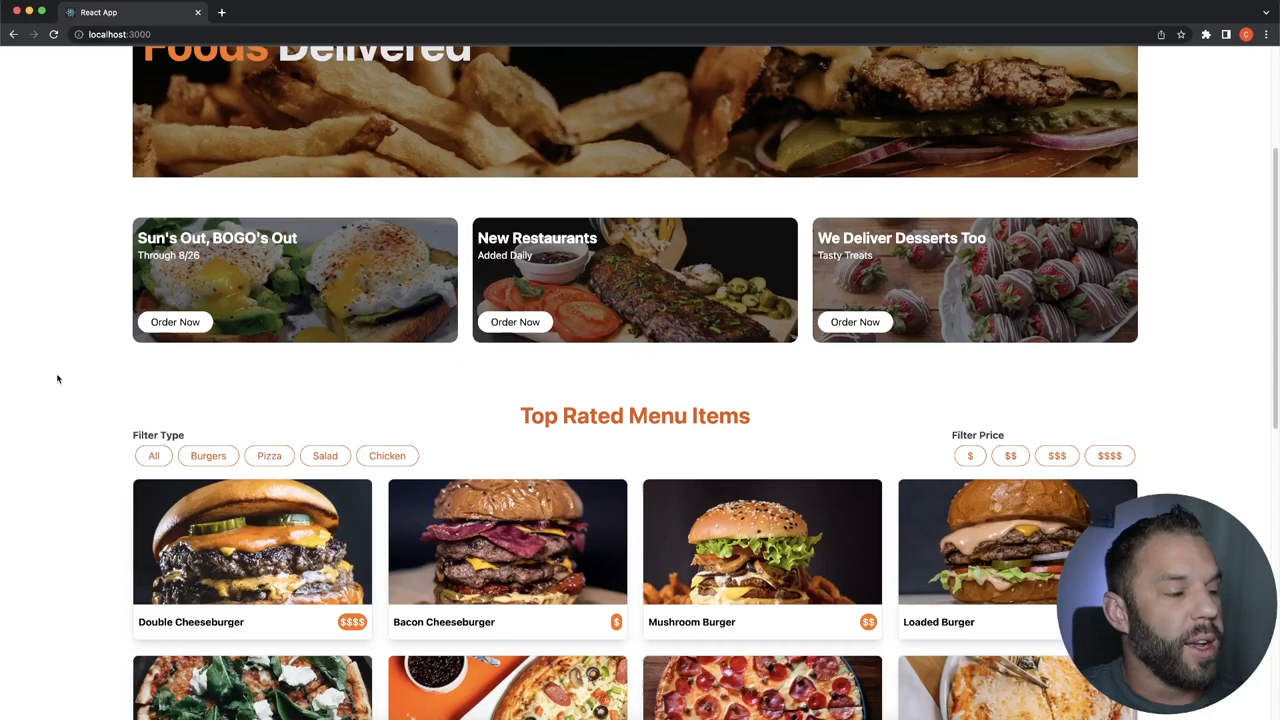 React App
localhost:3000
C
Foods Delivered
Sun's Out, BOGO's Out
Through 8/26
Order Now
New Restaurants
Added Daily
Order Now
We Deliver Desserts Too
Tasty Treats
Order Now
Top Rated Menu Items
Filter Type
Filter Price
All
Burgers
Pizza
Salad
Chicken
$
$$
$$$
$$$$
Double Cheeseburger
$$$$
Bacon Cheeseburger
$
Mushroom Burger
$$
Loaded Burger